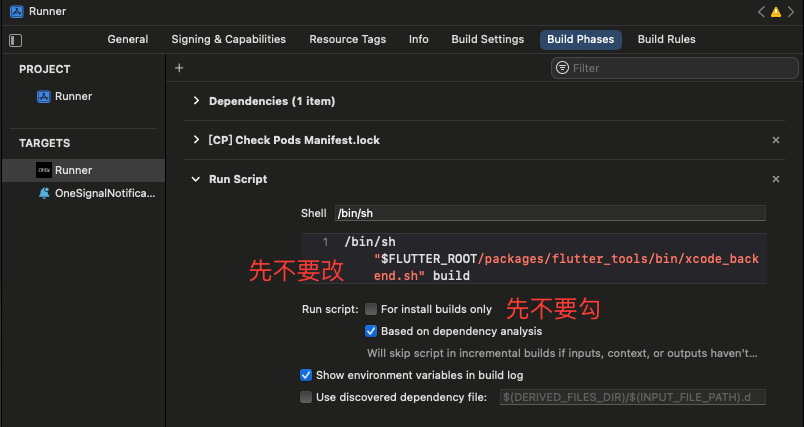 Runner
General Signing & Capabilities Resource Tags Info Build Settings Build Phases Build Rules
PROJECT
Runner
TARGETS
Runner
OneSignalNotifica...
+ Filter
Dependencies (1 item)
[CP] Check Pods Manifest.lock ×
Run Script ×
Shell /bin/sh
1 /bin/sh
"$FLUTTER_ROOT/packages/flutter_tools/bin/xcode_back
end.sh" build
先不要改
Run script: For install builds only
先不要勾
Based on dependency analysis
Will skip script in incremental builds if inputs, context, or outputs haven't...
Show environment variables in build log
Use discovered dependency file: $(DERIVED_FILES_DIR)/$(INPUT_FILE_PATH).d